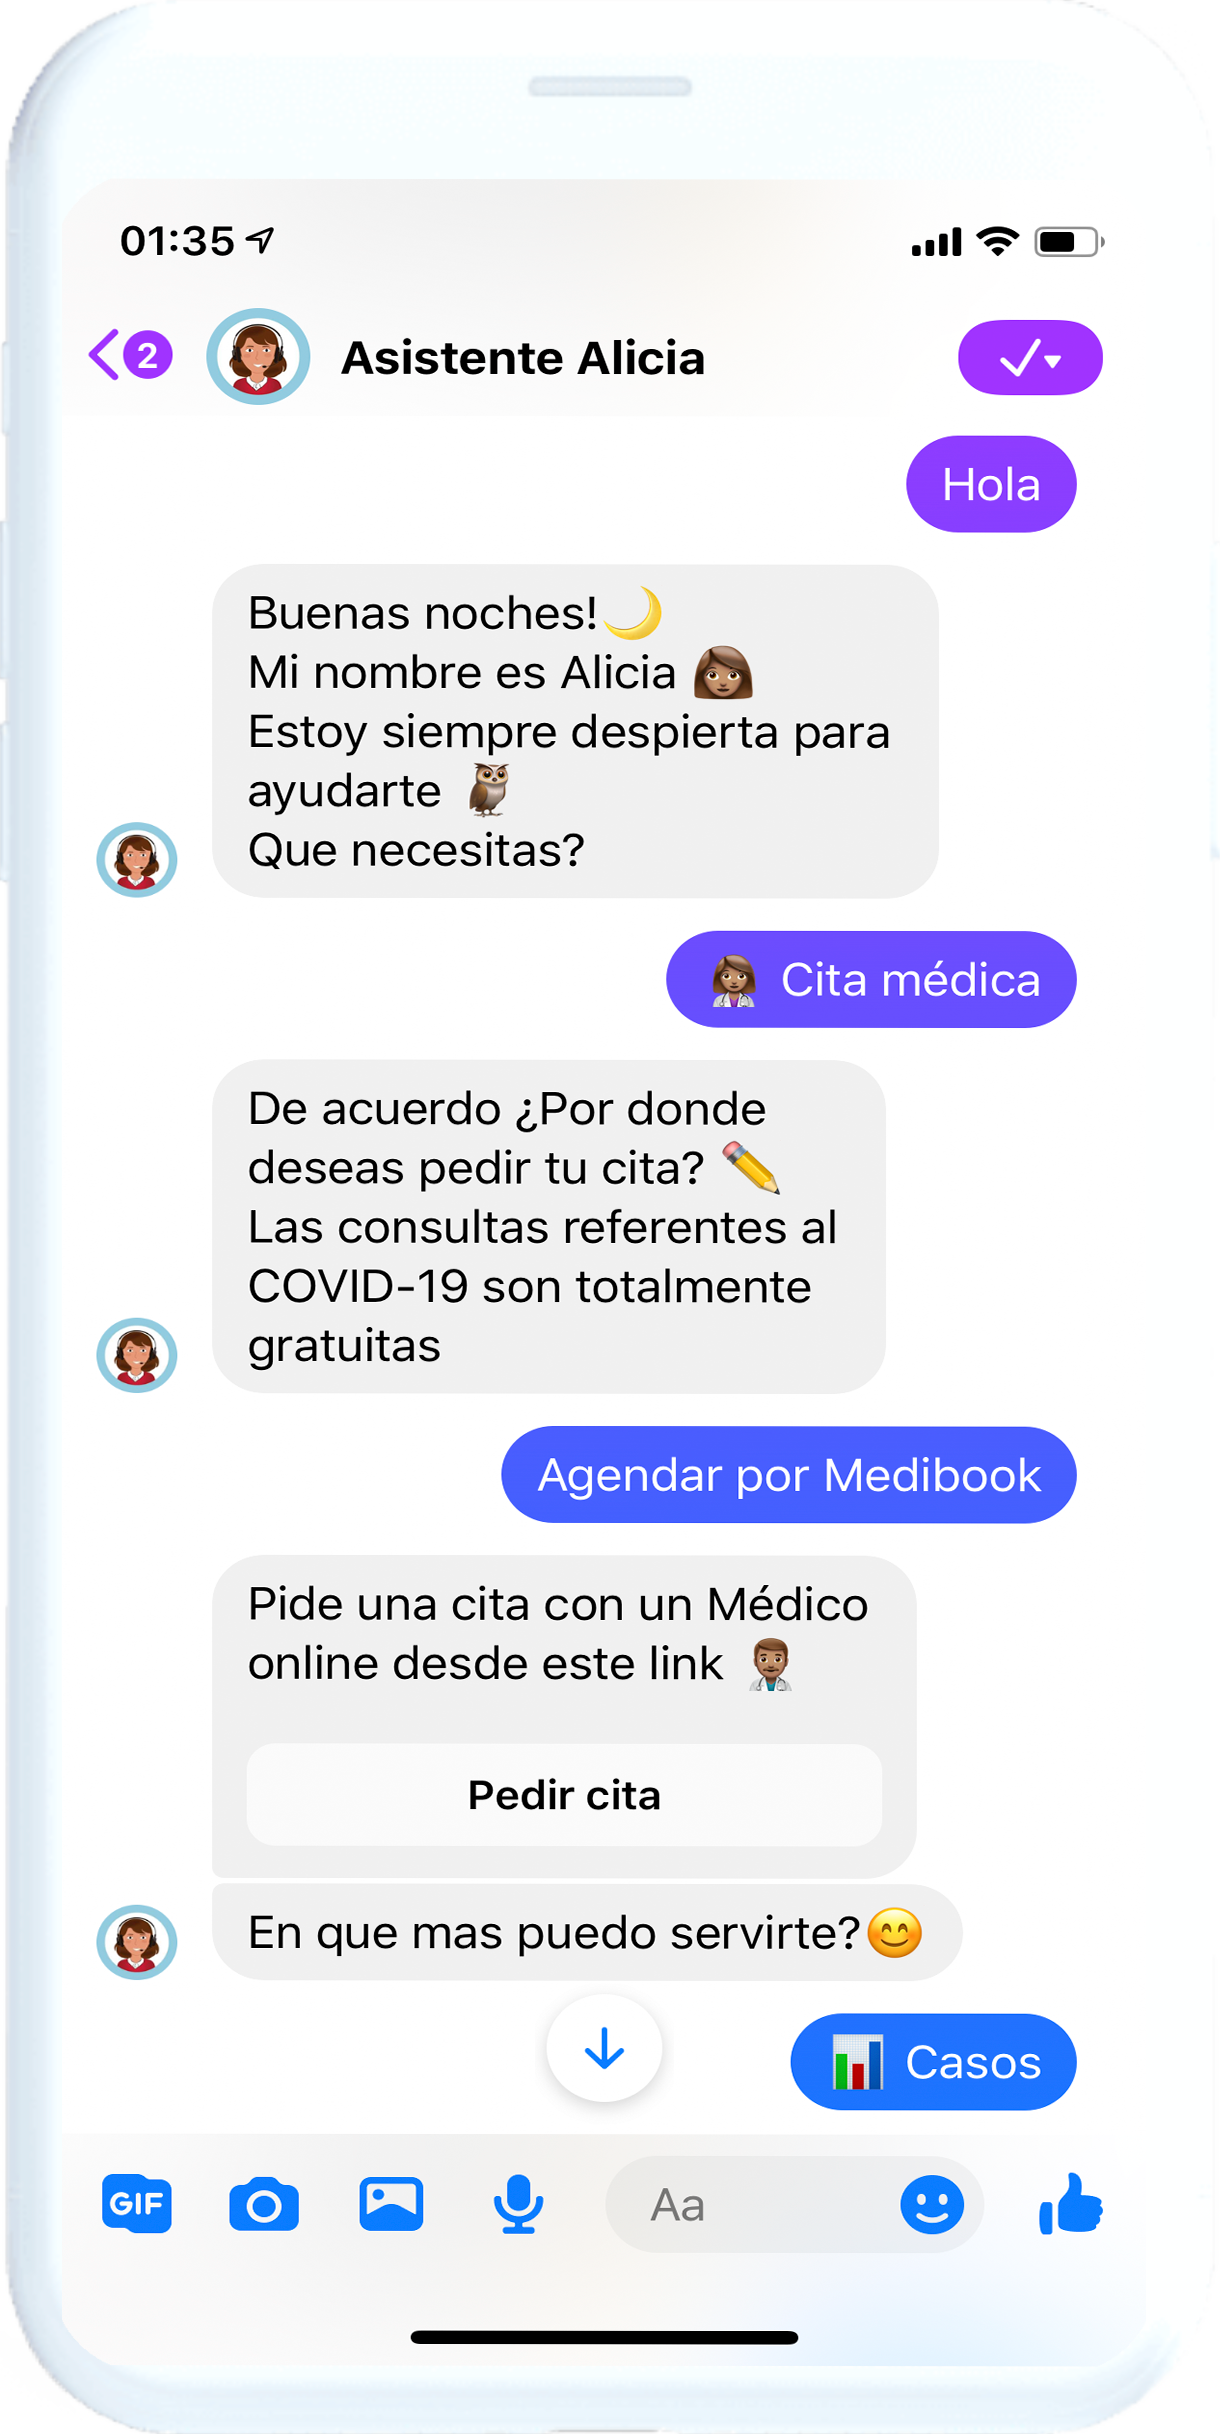 01:35
2
Asistente Alicia
Hola
Buenas noches!🌙
Mi nombre es Alicia 👩🏽
Estoy siempre despierta para
ayudarte 🦉
Que necesitas?
👩🏽‍⚕️ Cita médica
De acuerdo ¿Por donde
deseas pedir tu cita? ✏️
Las consultas referentes al
COVID-19 son totalmente
gratuitas
Agendar por Medibook
Pide una cita con un Médico
online desde este link 👨🏽‍⚕️
Pedir cita
En que mas puedo servirte?😊
📊 Casos
GIF
Aa